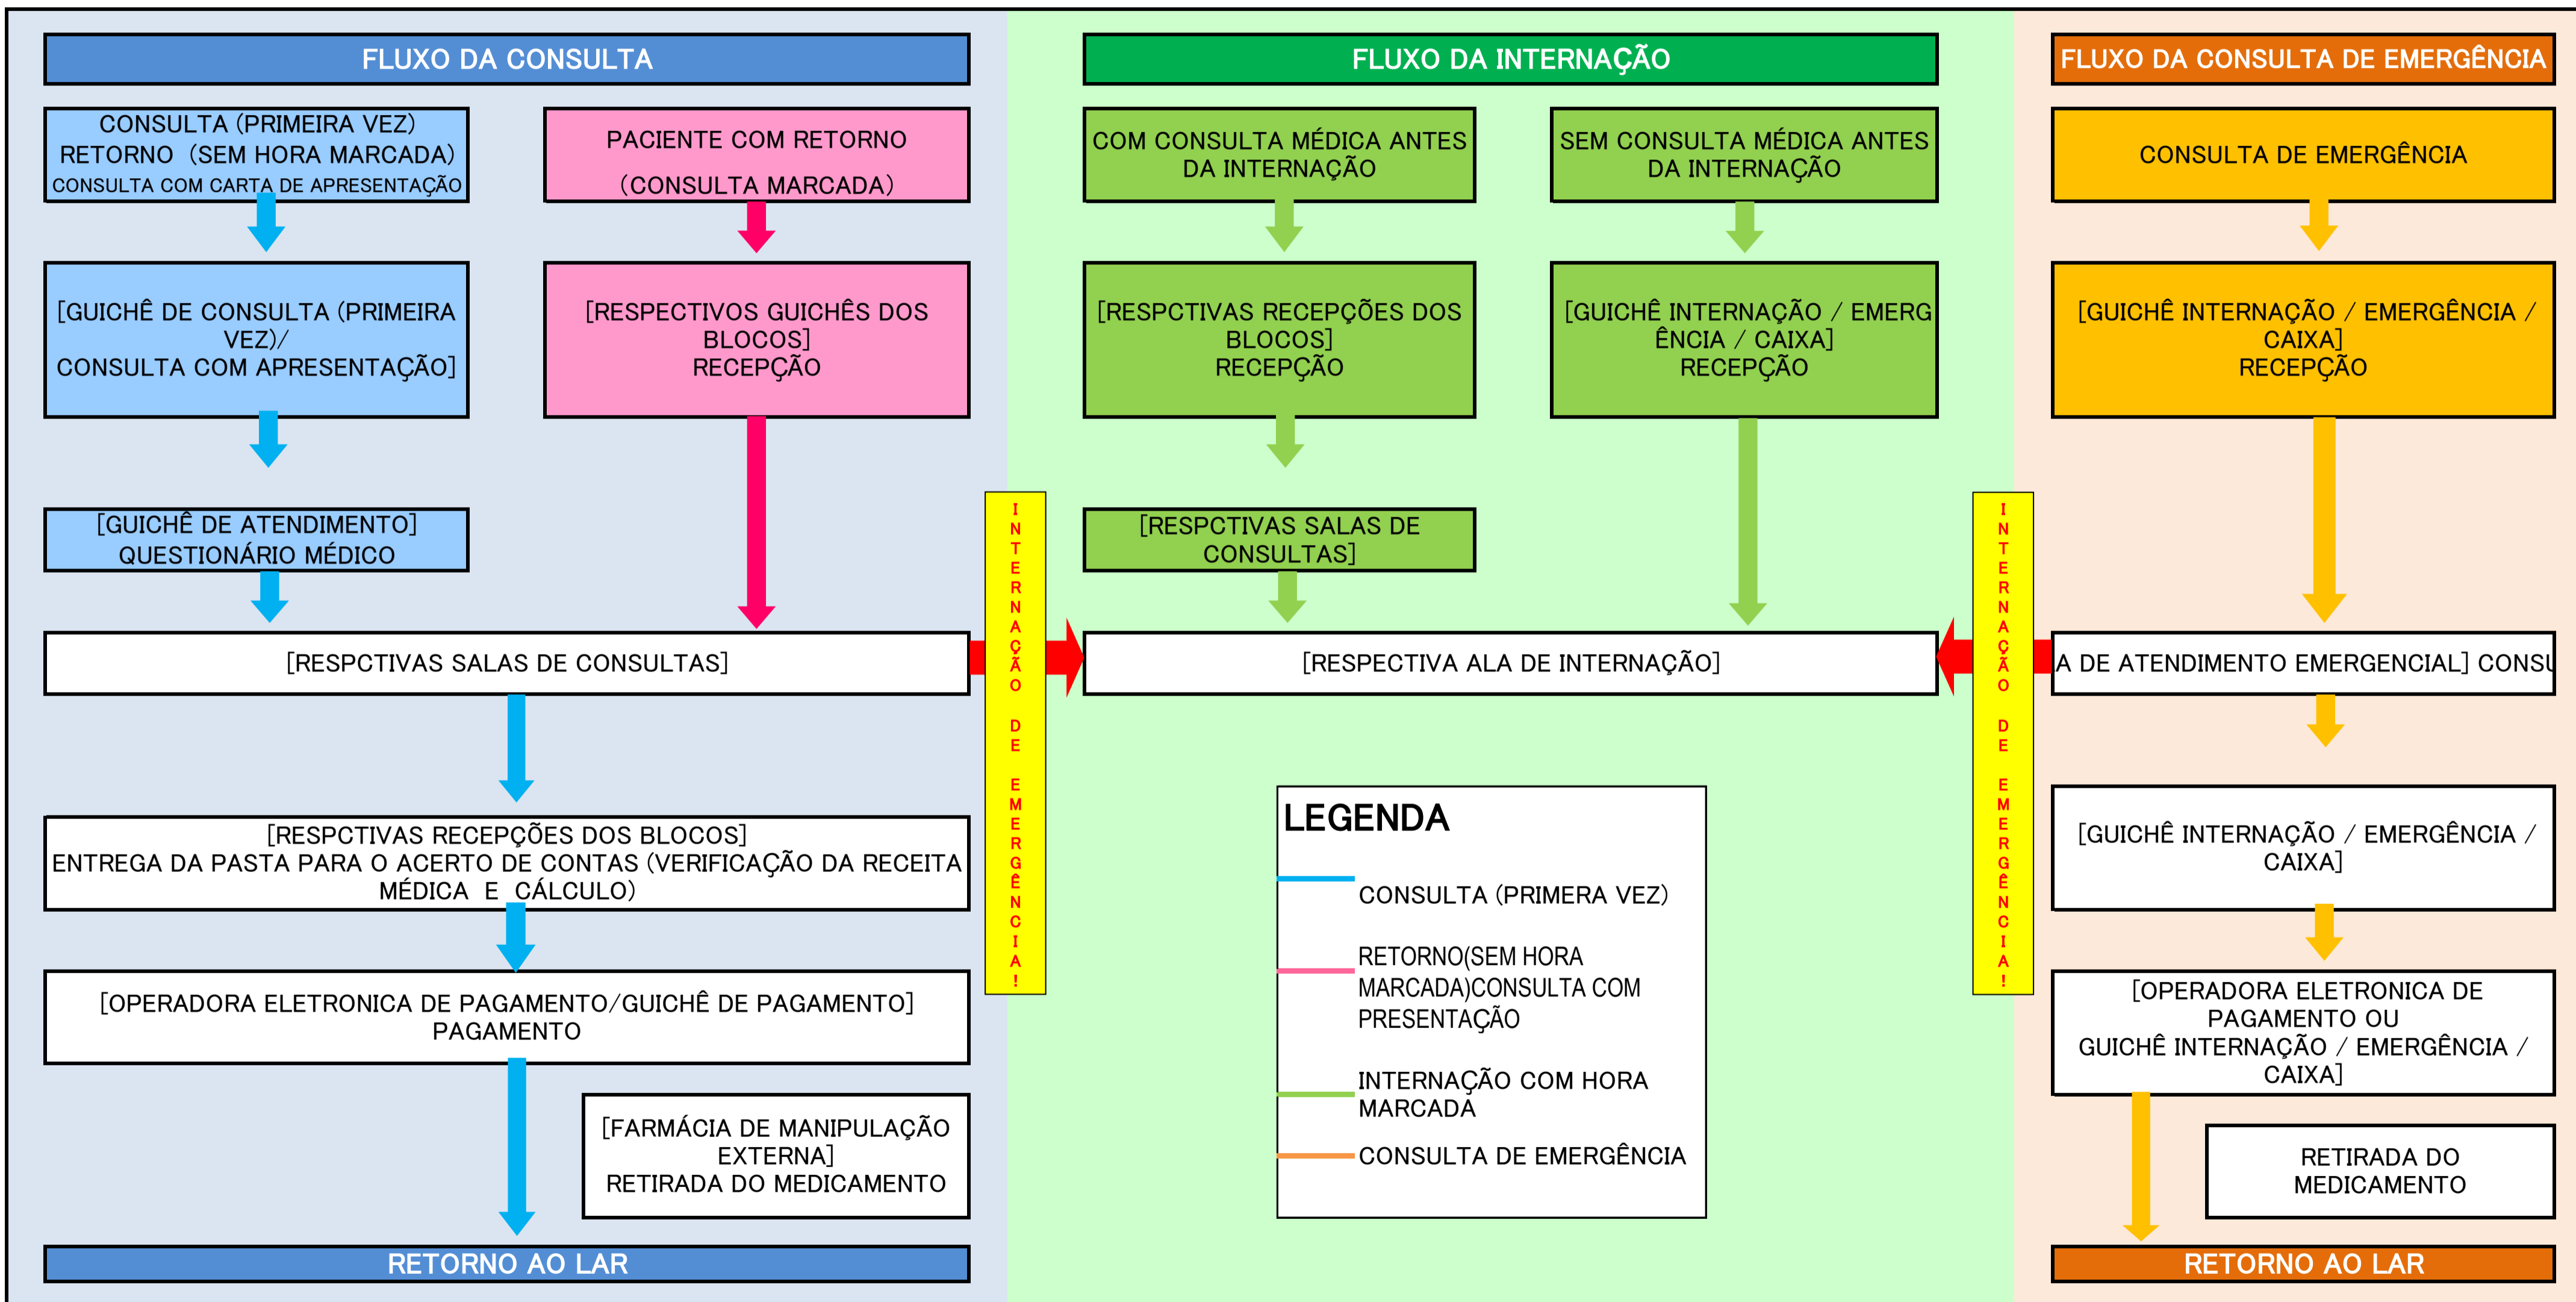 FLUXO DA CONSULTA
CONSULTA (PRIMEIRA VEZ)
RETORNO (SEM HORA MARCADA)
CONSULTA COM CARTA DE APRESENTAÇÃO
PACIENTE COM RETORNO
(CONSULTA MARCADA)
[GUICHÊ DE CONSULTA (PRIMEIRA
VEZ)/
CONSULTA COM APRESENTAÇÃO]
[RESPECTIVOS GUICHÊS DOS
BLOCOS]
RECEPÇÃO
[GUICHÊ DE ATENDIMENTO]
QUESTIONÁRIO MÉDICO
[RESPCTIVAS SALAS DE CONSULTAS]
[RESPCTIVAS RECEPÇÕES DOS BLOCOS]
ENTREGA DA PASTA PARA O ACERTO DE CONTAS (VERIFICAÇÃO DA RECEITA
MÉDICA E CÁLCULO)
[OPERADORA ELETRONICA DE PAGAMENTO/GUICHÊ DE PAGAMENTO]
PAGAMENTO
[FARMÁCIA DE MANIPULAÇÃO
EXTERNA]
RETIRADA DO MEDICAMENTO
RETORNO AO LAR
INTERNAÇÃO DE EMERGÊNCIA!
FLUXO DA INTERNAÇÃO
COM CONSULTA MÉDICA ANTES
DA INTERNAÇÃO
SEM CONSULTA MÉDICA ANTES
DA INTERNAÇÃO
[RESPCTIVAS RECEPÇÕES DOS
BLOCOS]
RECEPÇÃO
[GUICHÊ INTERNAÇÃO / EMERG
ÊNCIA / CAIXA]
RECEPÇÃO
[RESPCTIVAS SALAS DE
CONSULTAS]
[RESPECTIVA ALA DE INTERNAÇÃO]
LEGENDA
CONSULTA (PRIMERA VEZ)
RETORNO(SEM HORA
MARCADA)CONSULTA COM
PRESENTAÇÃO
INTERNAÇÃO COM HORA
MARCADA
CONSULTA DE EMERGÊNCIA
INTERNAÇÃO DE EMERGÊNCIA!
FLUXO DA CONSULTA DE EMERGÊNCIA
CONSULTA DE EMERGÊNCIA
[GUICHÊ INTERNAÇÃO / EMERGÊNCIA /
CAIXA]
RECEPÇÃO
A DE ATENDIMENTO EMERGENCIAL] CONSU
[GUICHÊ INTERNAÇÃO / EMERGÊNCIA /
CAIXA]
[OPERADORA ELETRONICA DE
PAGAMENTO OU
GUICHÊ INTERNAÇÃO / EMERGÊNCIA /
CAIXA]
RETIRADA DO
MEDICAMENTO
RETORNO AO LAR